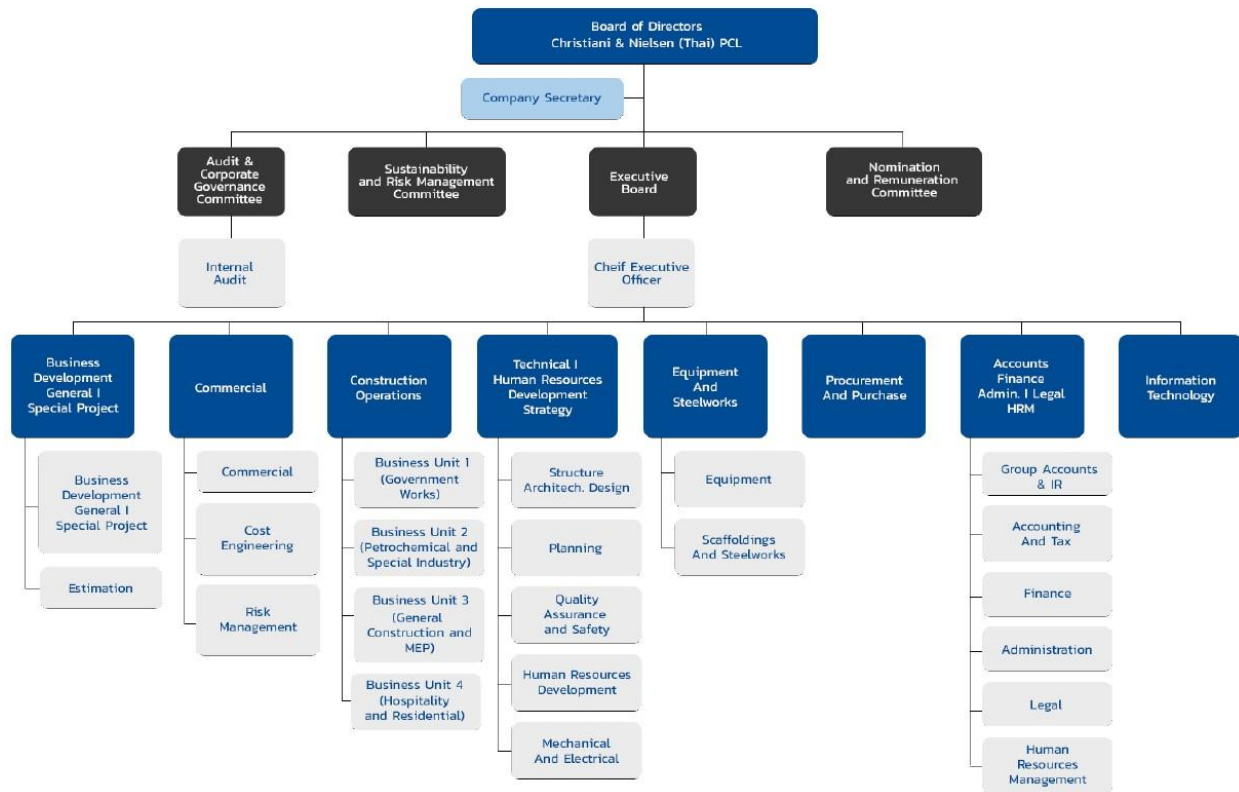 Board of Directors
Christiani & Nielsen (Thai) PCL
Company Secretary
Audit &
Corporate
Governance
Committee
Sustainability
and Risk Management
Committee
Executive
Board
Nomination
and Remuneration
Committee
Internal
Audit
Cheif Executive
Officer
Business
Development
General I
Special Project
Commercial
Construction
Operations
Technical I
Human Resources
Development
Strategy
Equipment
And
Steelworks
Procurement
And Purchase
Accounts
Finance
Admin. I Legal
HRM
Information
Technology
Business
Development
General I
Special Project
Estimation
Commercial
Cost
Engineering
Risk
Management
Business Unit 1
(Government
Works)
Business Unit 2
(Petrochemical and
Special Industry)
Business Unit 3
(General
Construction and
MEP)
Business Unit 4
(Hospitality
and Residential)
Structure
Architech. Design
Planning
Quality
Assurance
and Safety
Human Resources
Development
Mechanical
And Electrical
Equipment
Scaffoldings
And Steelworks
Group Accounts
& IR
Accounting
And Tax
Finance
Administration
Legal
Human
Resources
Management